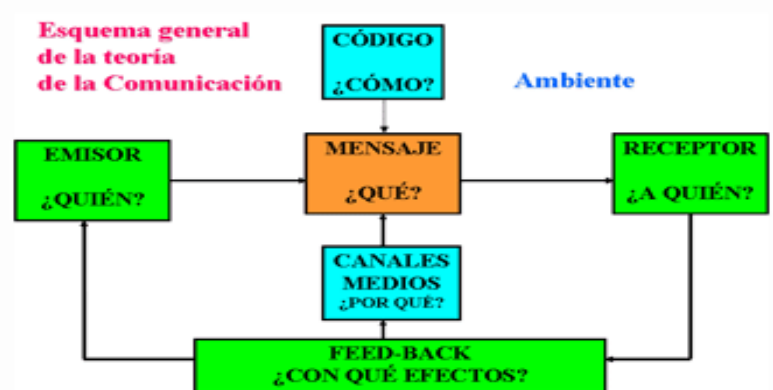 Esquema general
de la teoría
de la Comunicación
CÓDIGO
¿CÓMO?
Ambiente
EMISOR
¿QUIÉN?
MENSAJE
¿QUÉ?
RECEPTOR
¿A QUIÉN?
CANALES
MEDIOS
¿POR QUÉ?
FEED-BACK
¿CON QUÉ EFECTOS?